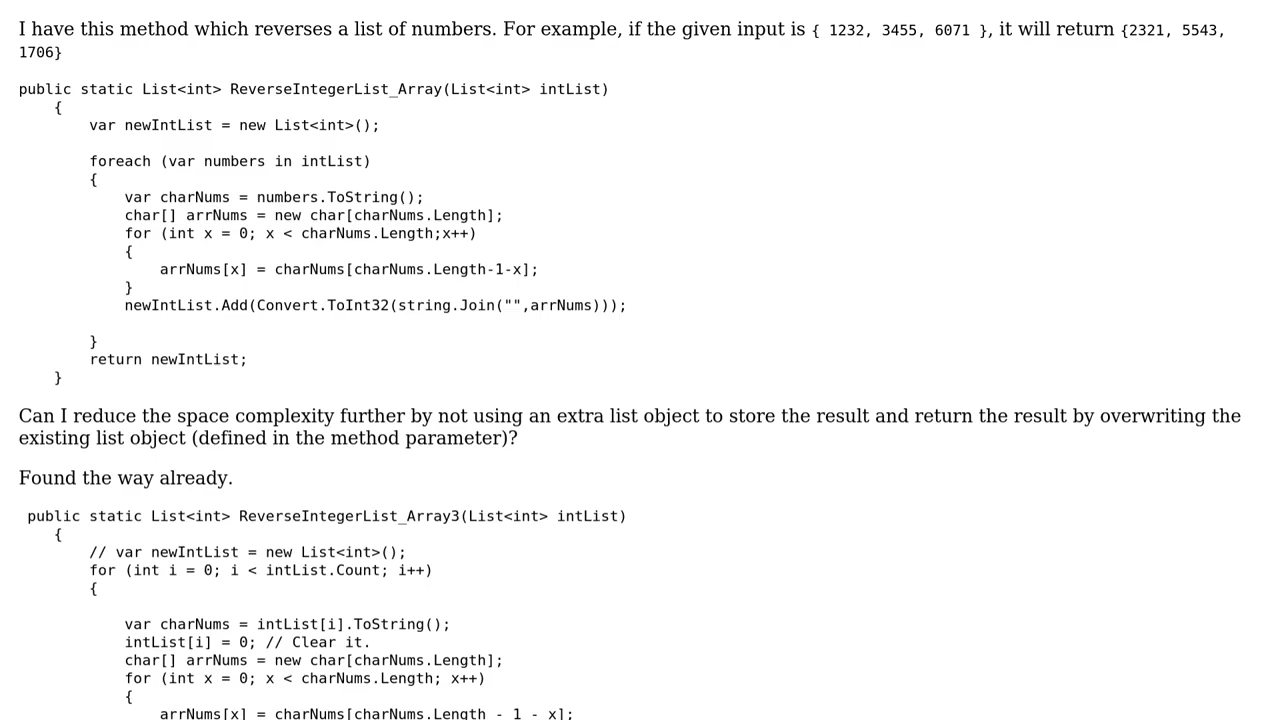 I have this method which reverses a list of numbers. For example, if the given input is { 1232, 3455, 6071 }, it will return {2321, 5543,
1706}
public static List<int> ReverseIntegerList_Array(List<int> intList)
    {
        var newIntList = new List<int>();
        foreach (var numbers in intList)
        {
            var charNums = numbers.ToString();
            char[] arrNums = new char[charNums.Length];
            for (int x = 0; x < charNums.Length;x++)
            {
                arrNums[x] = charNums[charNums.Length-1-x];
            }
            newIntList.Add(Convert.ToInt32(string.Join("",arrNums)));
        }
        return newIntList;
    }
Can I reduce the space complexity further by not using an extra list object to store the result and return the result by overwriting the
existing list object (defined in the method parameter)?
Found the way already.
 public static List<int> ReverseIntegerList_Array3(List<int> intList)
    {
        // var newIntList = new List<int>();
        for (int i = 0; i < intList.Count; i++)
        {
            var charNums = intList[i].ToString();
            intList[i] = 0; // Clear it.
            char[] arrNums = new char[charNums.Length];
            for (int x = 0; x < charNums.Length; x++)
            {
                arrNums[x] = charNums[charNums.Length - 1 - x];